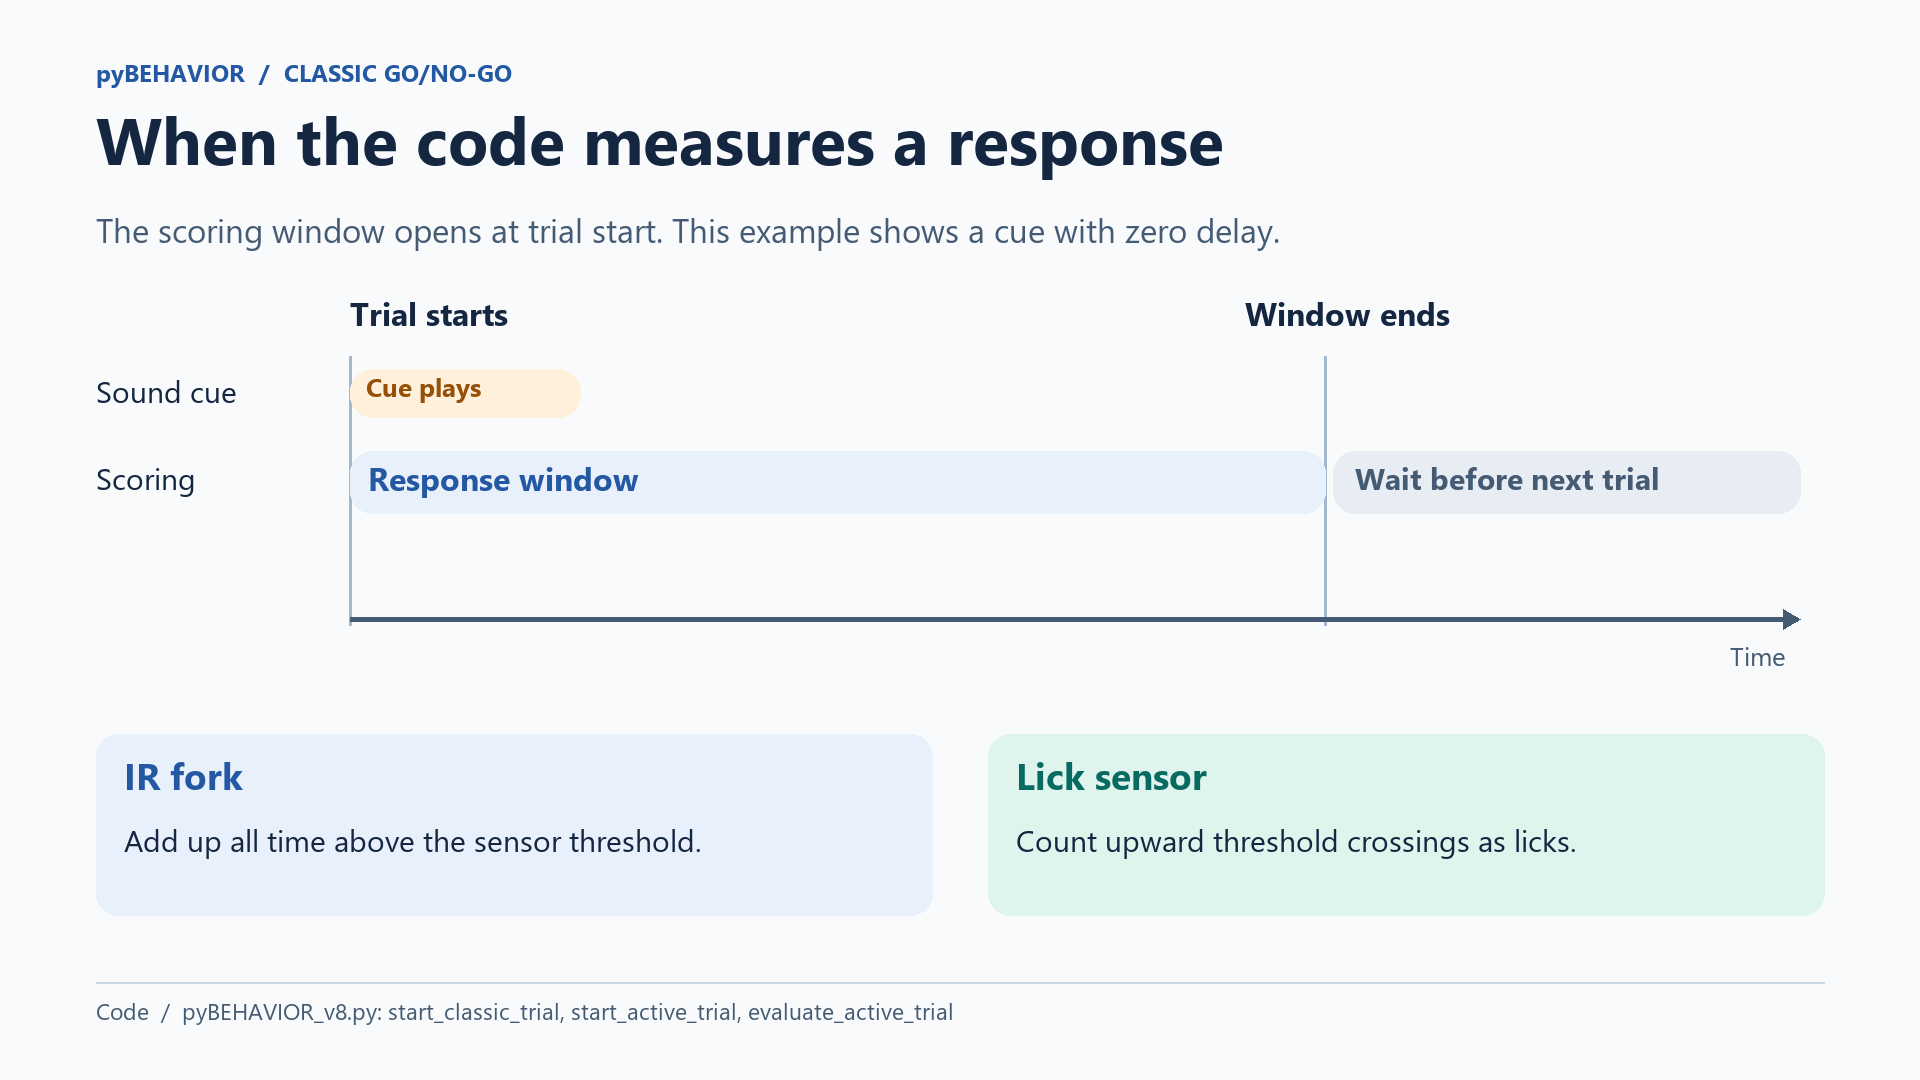 pyBEHAVIOR / CLASSIC GO/NO-GO
When the code measures a response
The scoring window opens at trial start. This example shows a cue with zero delay.
Trial starts
Window ends
Sound cue
Cue plays
Scoring
Response window
Wait before next trial
Time
IR fork
Add up all time above the sensor threshold.
Lick sensor
Count upward threshold crossings as licks.
Code / pyBEHAVIOR_v8.py: start_classic_trial, start_active_trial, evaluate_active_trial